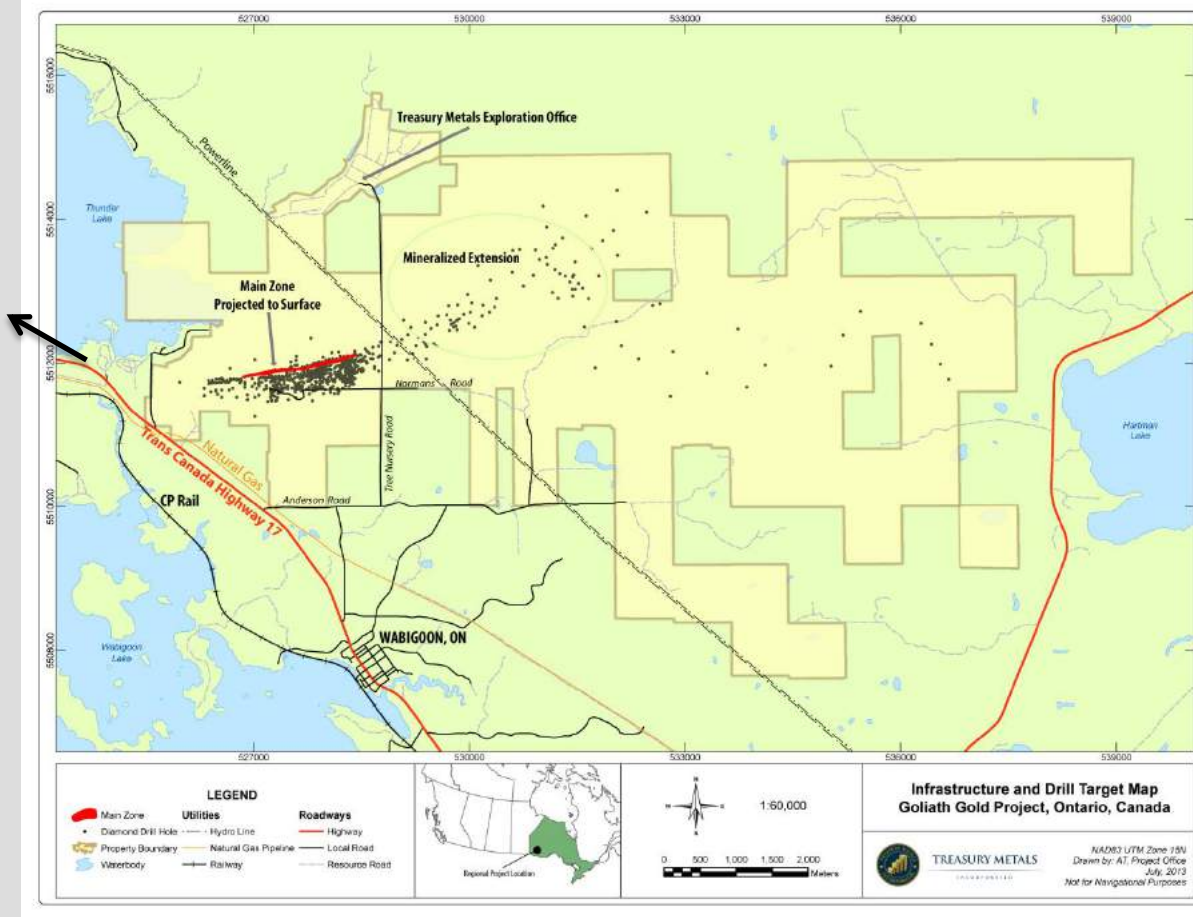 527000 530000 533000 536000 539000
5516000
Treasury Metals Exploration Office
Powerline
Thunder
Lake
5514000
Mineralized Extension
Main Zone
Projected to Surface
5512000
Normans Road
Hartman
Lake
Tree Nursery Road
Natural Gas
Trans Canada Highway 17
CP Rail
Anderson Road
5510000
WABIGOON, ON
5508000
Wabigoon
Lake
527000 530000 533000 536000 539000
LEGEND
Main Zone Utilities Roadways
Diamond Drill Hole Hydro Line Highway
Property Boundary Natural Gas Pipeline Local Road
Waterbody Railway Resource Road
Regional Project Location
N
W E
S
1:60,000
0 500 1,000 1,500 2,000
Meters
Infrastructure and Drill Target Map
Goliath Gold Project, Ontario, Canada
TREASURY METALS
INCORPORATED
NAD83 UTM Zone 15N
Drawn by: AT, Project Office
July, 2013
Not for Navigational Purposes